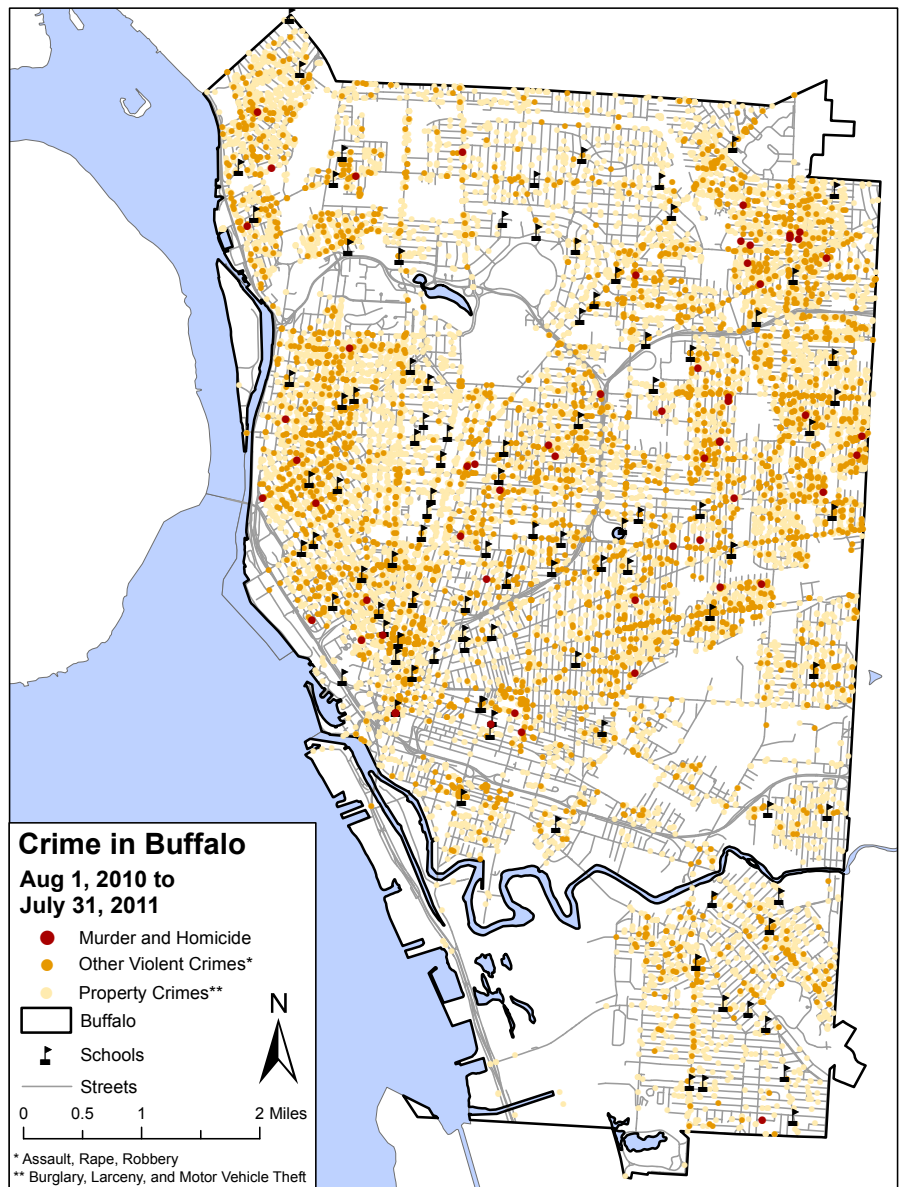 Crime in Buffalo
Aug 1, 2010 to
July 31, 2011
Murder and Homicide
Other Violent Crimes*
Property Crimes**
Buffalo
Schools
Streets
N
0 0.5 1 2 Miles
* Assault, Rape, Robbery
** Burglary, Larceny, and Motor Vehicle Theft